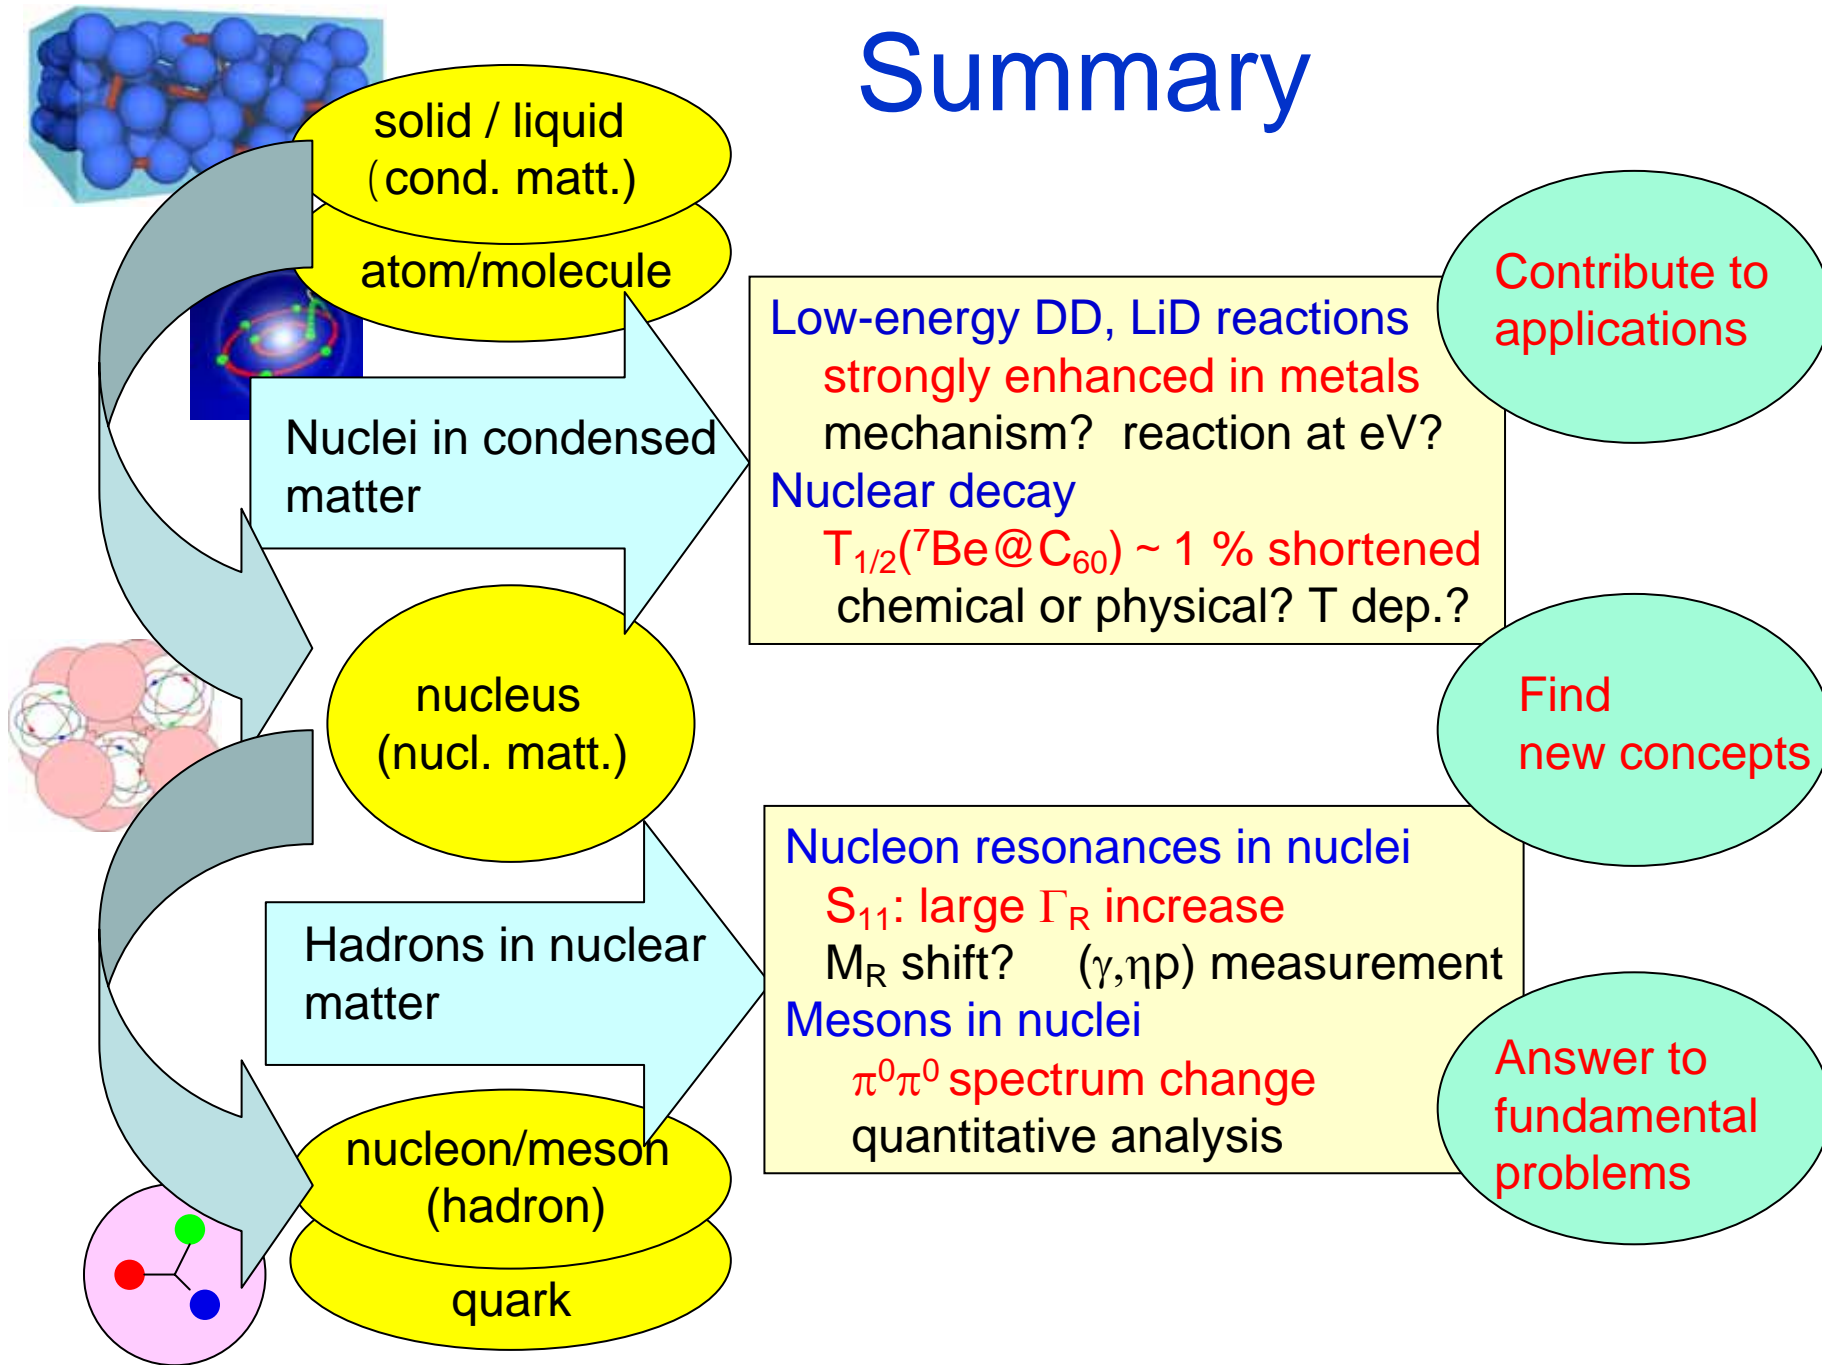 Summary
solid / liquid
(cond. matt.)
atom/molecule
Nuclei in condensed
matter
Low-energy DD, LiD reactions
strongly enhanced in metals
mechanism? reaction at eV?
Nuclear decay
T₁/₂(⁷Be@C₆₀) ~ 1 % shortened
chemical or physical? T dep.?
Contribute to
applications
nucleus
(nucl. matt.)
Find
new concepts
Hadrons in nuclear
matter
Nucleon resonances in nuclei
S₁₁: large Γ_R increase
M_R shift? (γ,ηp) measurement
Mesons in nuclei
π⁰π⁰ spectrum change
quantitative analysis
Answer to
fundamental
problems
nucleon/meson
(hadron)
quark